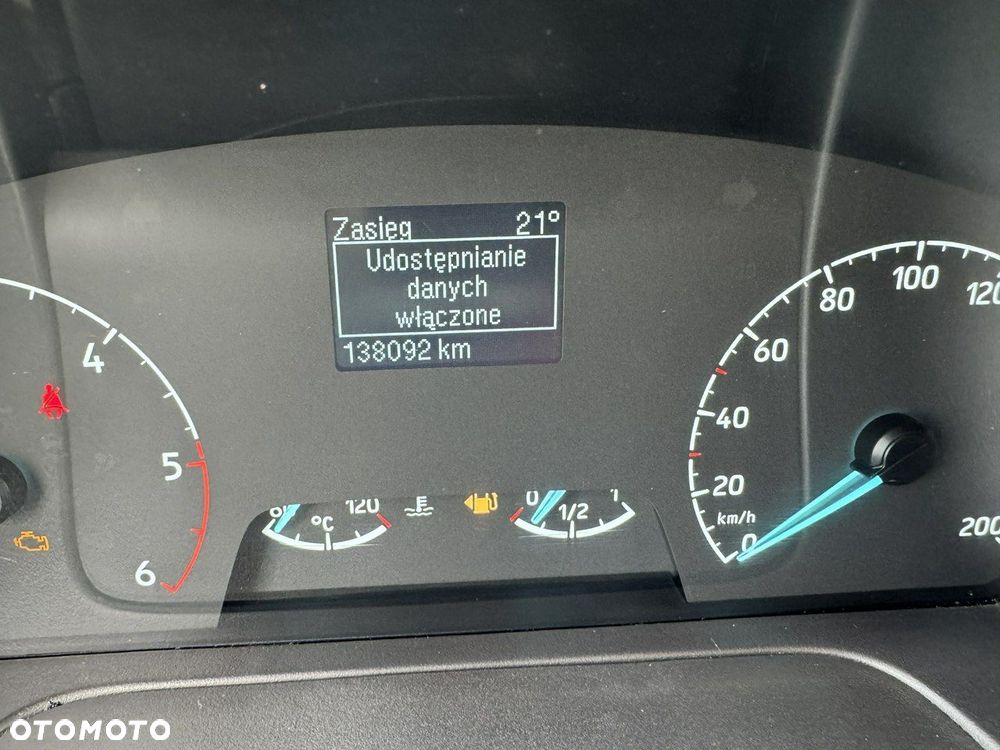 Zasięg 21°
Udostępnianie
danych
włączone
138092 km
4
5
6
120
°C
0
1/2
1
0
20
40
60
80
100
120
200
km/h
OTOMOTO